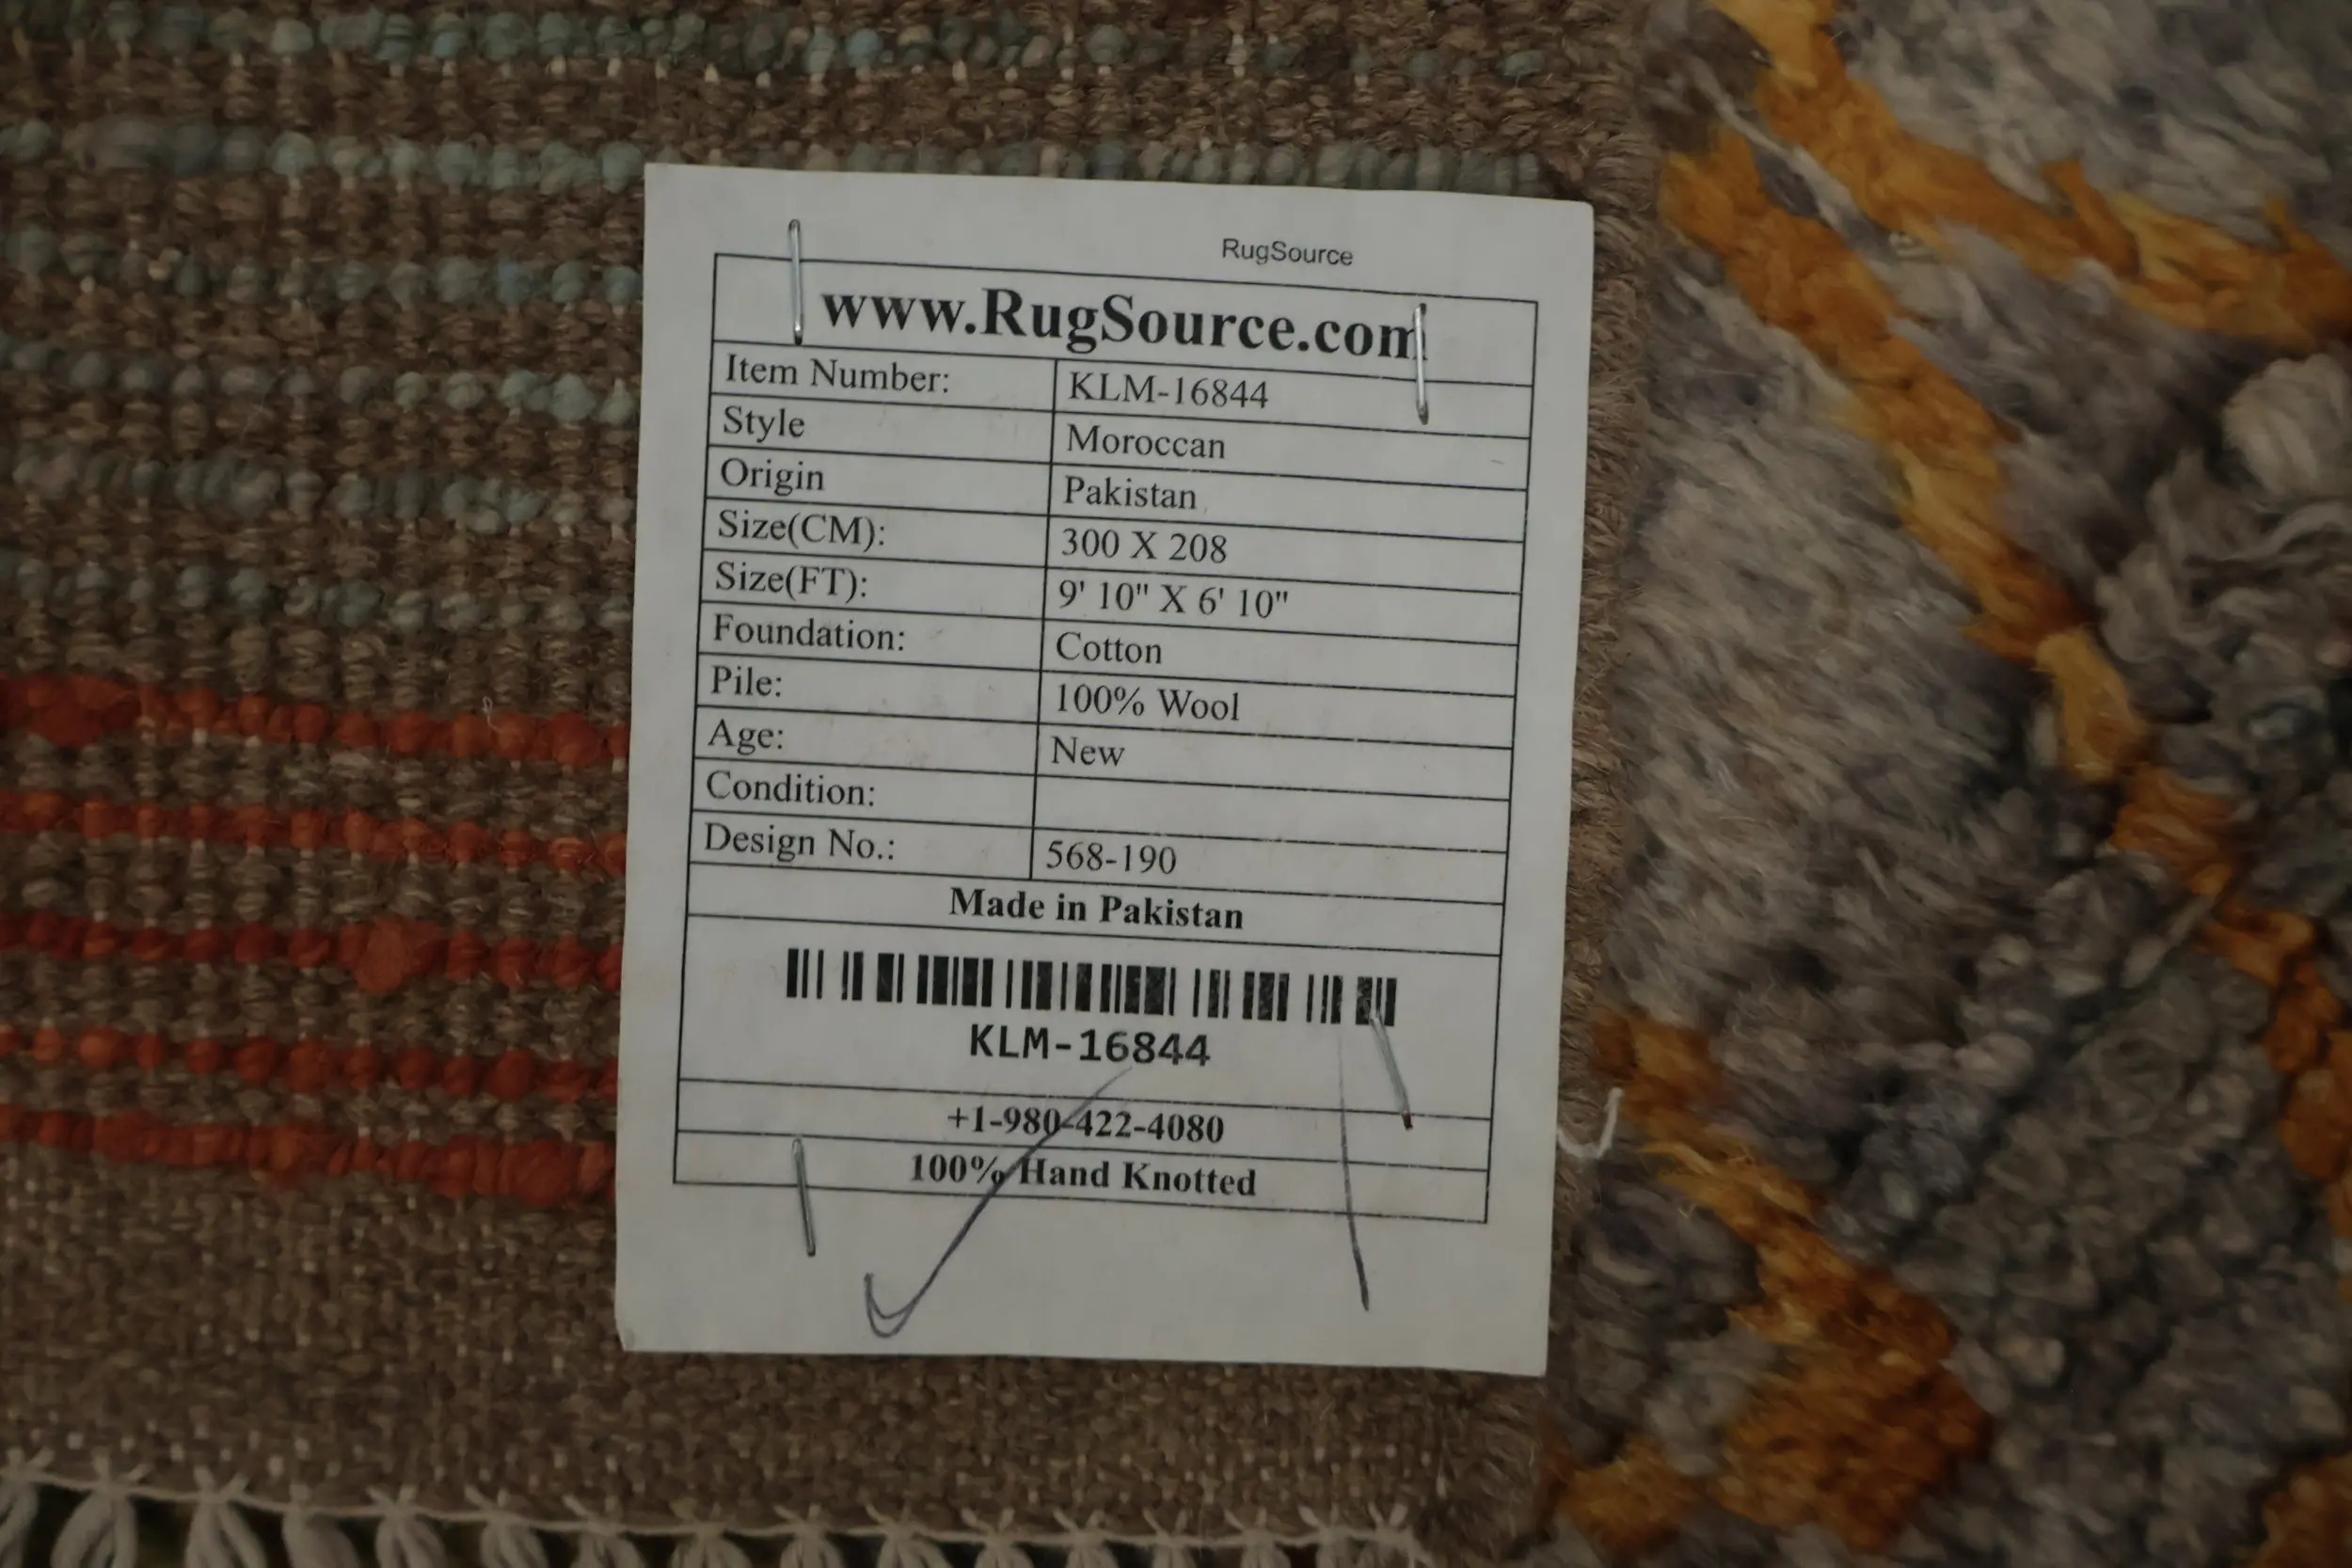 RugSource
www.RugSource.com
Item Number: KLM-16844
Style Moroccan
Origin Pakistan
Size(CM): 300 X 208
Size(FT): 9' 10" X 6' 10"
Foundation: Cotton
Pile: 100% Wool
Age: New
Condition:
Design No.: 568-190
Made in Pakistan
KLM-16844
+1-980-422-4080
100% Hand Knotted